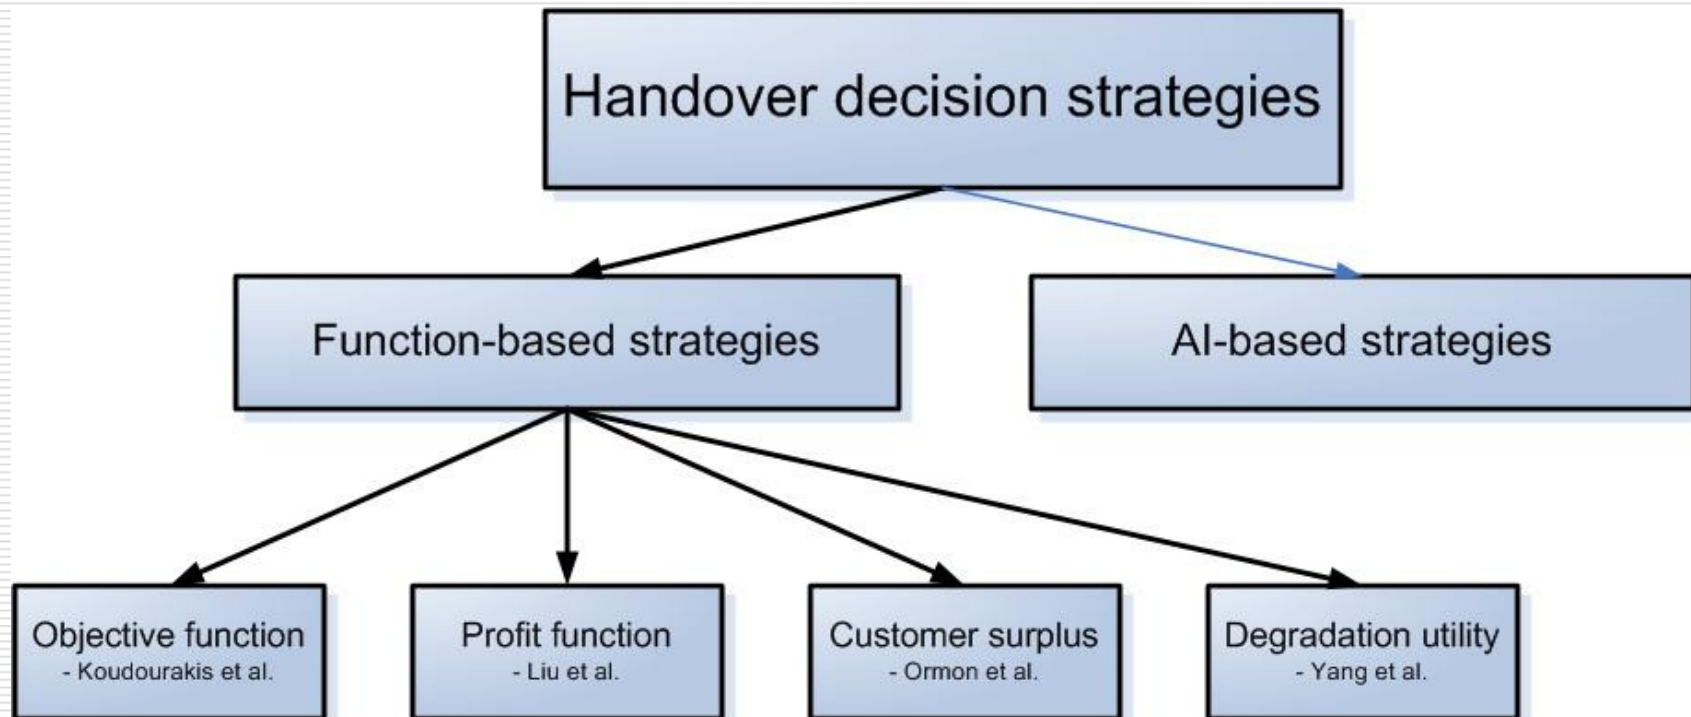 Handover decision strategies
Function-based strategies
AI-based strategies
Objective function
- Koudourakis et al.
Profit function
- Liu et al.
Customer surplus
- Ormon et al.
Degradation utility
- Yang et al.